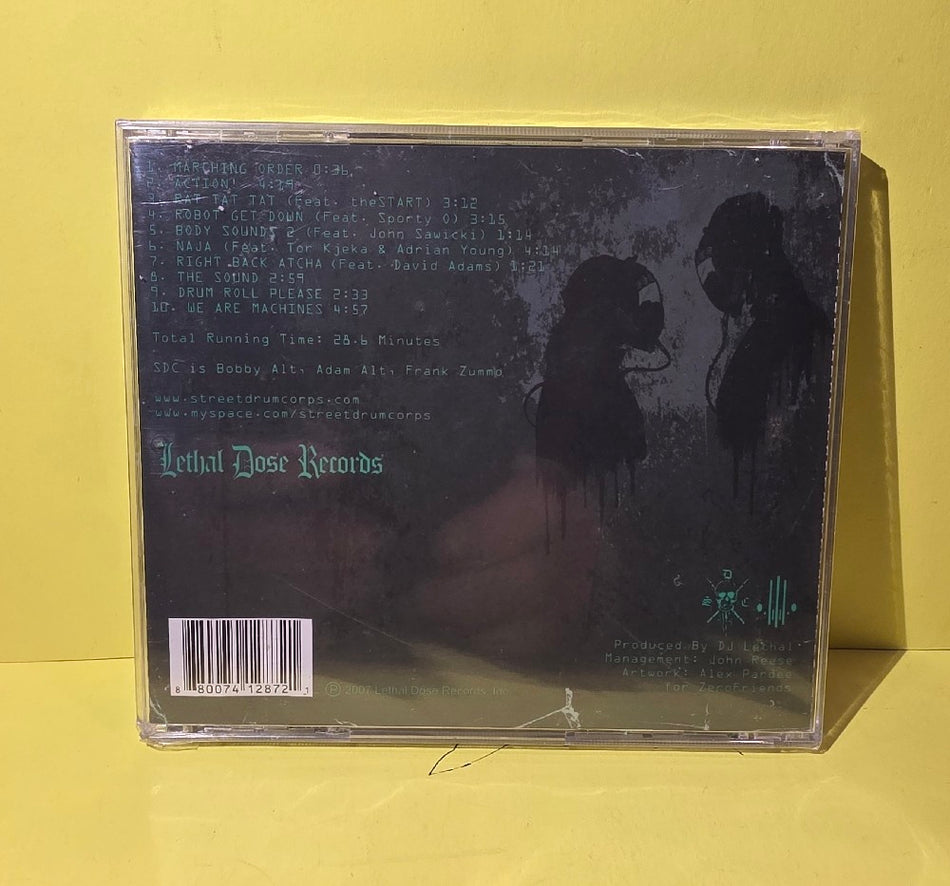 1. MARCHING ORDER 0:36
2. ACTION! 4:19
3. RAT TAT TAT (Feat. theSTART) 3:12
4. ROBOT GET DOWN (Feat. Sporty O) 3:15
5. BODY SOUNDS 2 (Feat. John Sawicki) 1:14
6. NAJA (Feat. Tor Kjeka & Adrian Young) 4:14
7. RIGHT BACK ATCHA (Feat. David Adams) 1:21
8. THE SOUND 2:59
9. DRUM ROLL PLEASE 2:33
10. WE ARE MACHINES 4:57
Total Running Time: 28.6 Minutes
SDC is Bobby Alt, Adam Alt, Frank Zummo
www.streetdrumcorps.com
www.myspace.com/streetdrumcorps
Lethal Dose Records
S D C
Produced By DJ Lethal
Management: John Reese
Artwork: Alex Pardee
for ZeroFriends
8 80074 12872 1
Ⓟ 2007 Lethal Dose Records, Inc.